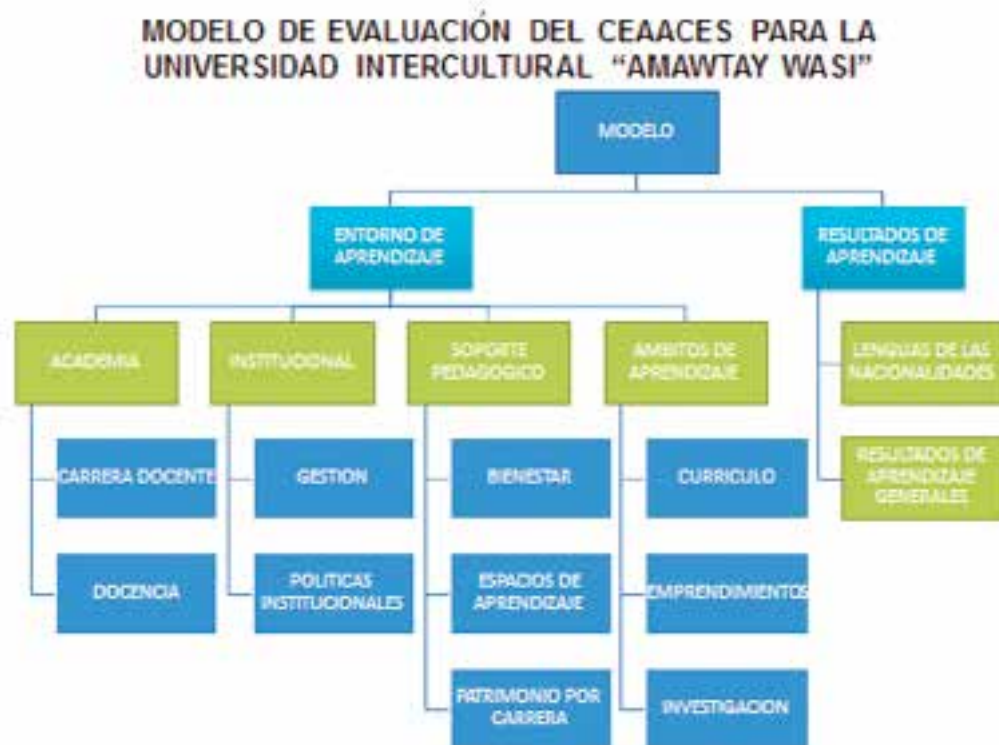 MODELO DE EVALUACIÓN DEL CEAACES PARA LA
UNIVERSIDAD INTERCULTURAL “AMAWTAY WASI”
MODELO
ENTORNO DE
APRENDIZAJE
RESULTADOS DE
APRENDIZAJE
ACADEMIA
INSTITUCIONAL
SOPORTE
PEDAGOGICO
AMBITOS DE
APRENDIZAJE
LENGUAS DE LAS
NACIONALIDADES
CARRERA DOCENTE
GESTION
BIENESTAR
CURRICULO
RESULTADOS DE
APRENDIZAJE
GENERALES
DOCENCIA
POLITICAS
INSTITUCIONALES
ESPACIOS DE
APRENDIZAJE
EMPRENDIMIENTOS
PATRIMONIO POR
CARRERA
INVESTIGACION